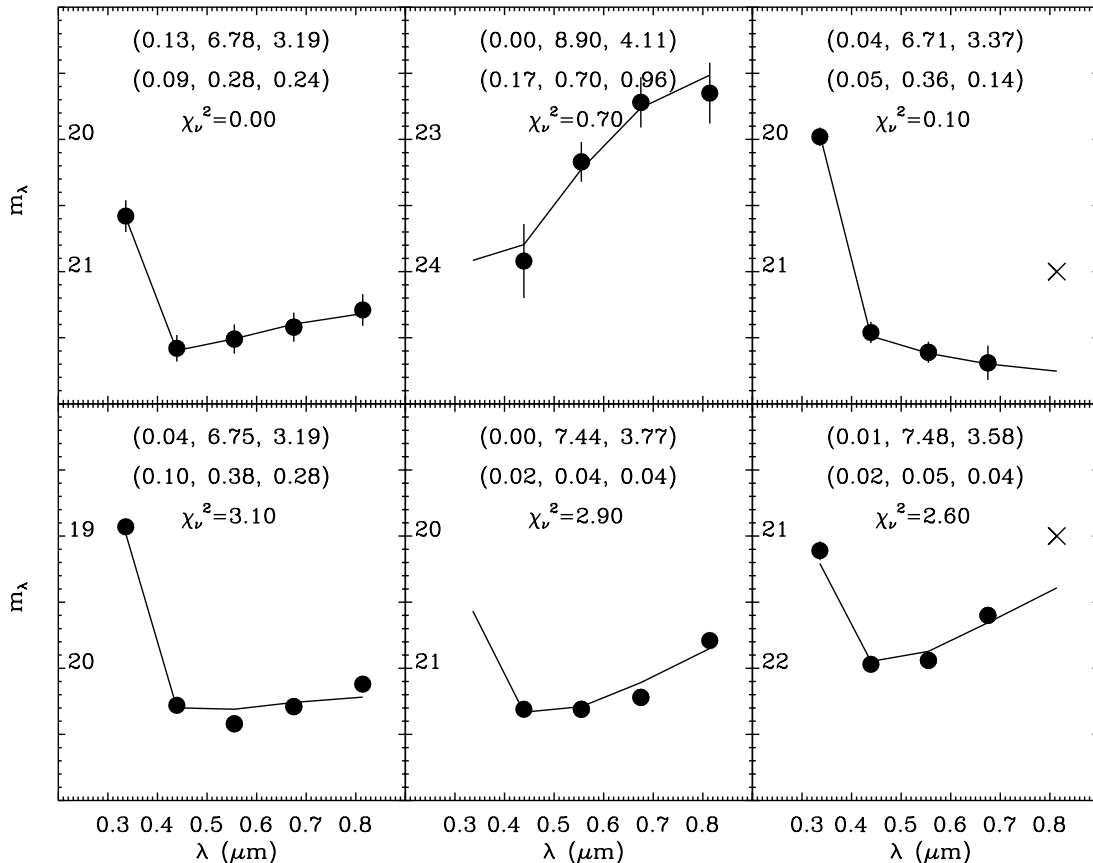 (0.13, 6.78, 3.19)
(0.09, 0.28, 0.24)
χν²=0.00
20
21
mλ
(0.00, 8.90, 4.11)
(0.17, 0.70, 0.96)
χν²=0.70
23
24
(0.04, 6.71, 3.37)
(0.05, 0.36, 0.14)
χν²=0.10
20
21
(0.04, 6.75, 3.19)
(0.10, 0.38, 0.28)
χν²=3.10
19
20
mλ
(0.00, 7.44, 3.77)
(0.02, 0.04, 0.04)
χν²=2.90
20
21
(0.01, 7.48, 3.58)
(0.02, 0.05, 0.04)
χν²=2.60
21
22
0.3 0.4 0.5 0.6 0.7 0.8
λ (μm)
0.3 0.4 0.5 0.6 0.7 0.8
λ (μm)
0.3 0.4 0.5 0.6 0.7 0.8
λ (μm)